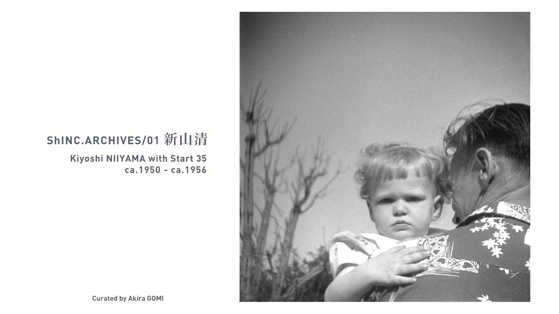 ShINC.ARCHIVES/01 新山清
Kiyoshi NIIYAMA with Start 35
ca.1950 - ca.1956
Curated by Akira GOMI